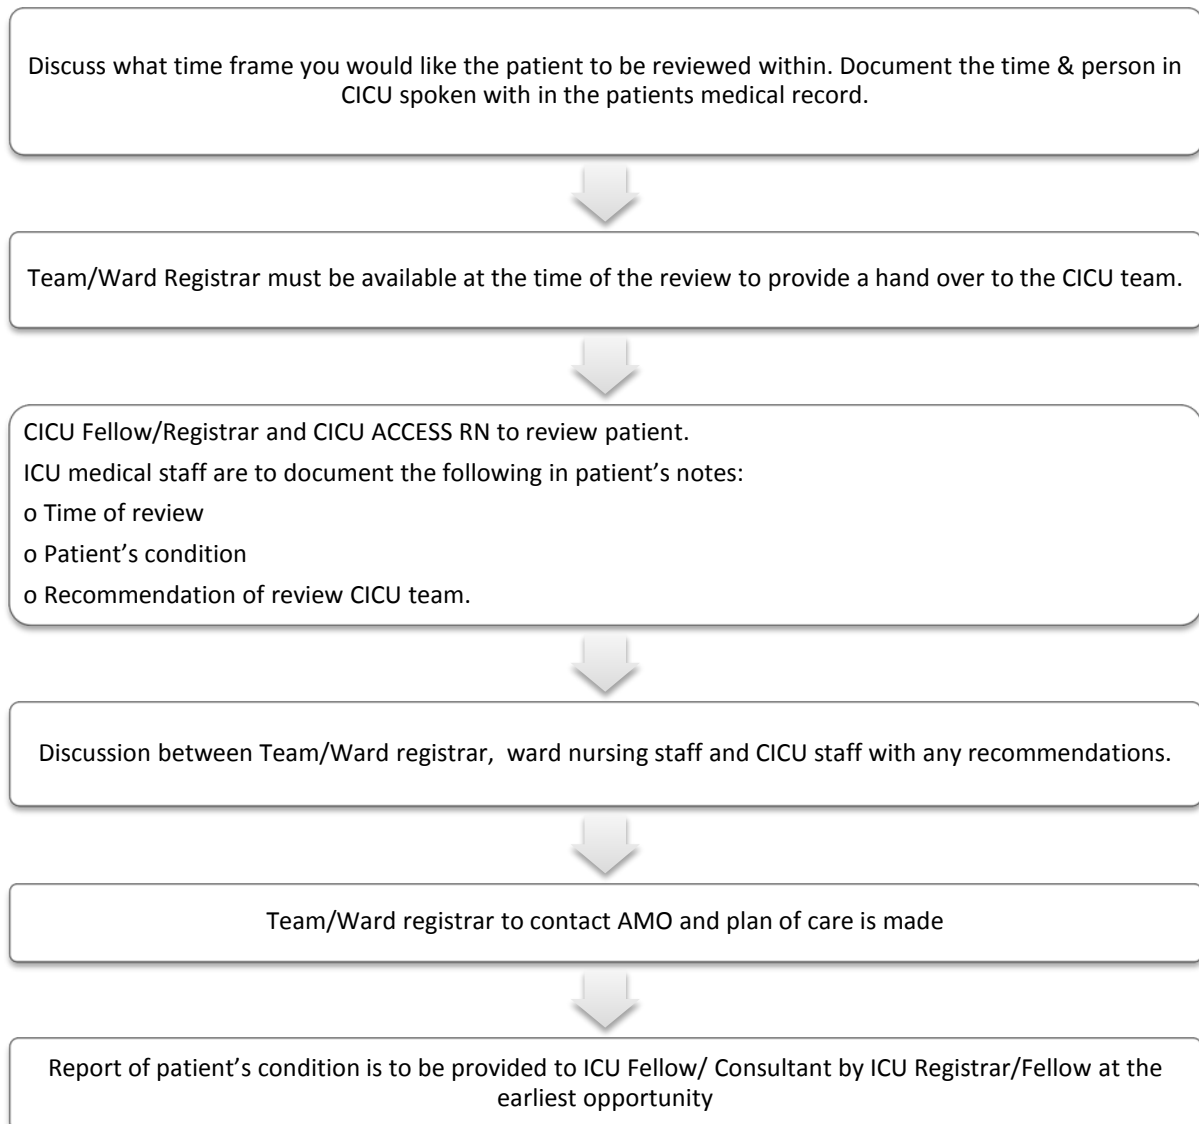 Discuss what time frame you would like the patient to be reviewed within. Document the time & person in
CICU spoken with in the patients medical record.
Team/Ward Registrar must be available at the time of the review to provide a hand over to the CICU team.
CICU Fellow/Registrar and CICU ACCESS RN to review patient.
ICU medical staff are to document the following in patient’s notes:
o Time of review
o Patient’s condition
o Recommendation of review CICU team.
Discussion between Team/Ward registrar, ward nursing staff and CICU staff with any recommendations.
Team/Ward registrar to contact AMO and plan of care is made
Report of patient’s condition is to be provided to ICU Fellow/ Consultant by ICU Registrar/Fellow at the
earliest opportunity